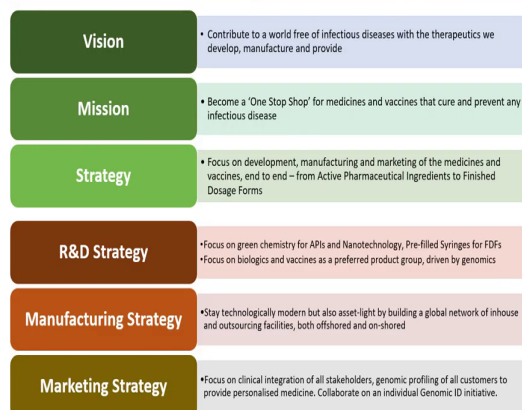 Vision
• Contribute to a world free of infectious diseases with the therapeutics we
develop, manufacture and provide
Mission
• Become a ‘One Stop Shop’ for medicines and vaccines that cure and prevent any
infectious disease
Strategy
• Focus on development, manufacturing and marketing of the medicines and
vaccines, end to end – from Active Pharmaceutical Ingredients to Finished
Dosage Forms
R&D Strategy
•Focus on green chemistry for APIs and Nanotechnology, Pre-filled Syringes for FDFs
•Focus on biologics and vaccines as a preferred product group, driven by genomics
Manufacturing Strategy
•Stay technologically modern but also asset-light by building a global network of inhouse
and outsourcing facilities, both offshored and on-shored
Marketing Strategy
•Focus on clinical integration of all stakeholders, genomic profiling of all customers to
provide personalised medicine. Collaborate on an individual Genomic ID initiative.